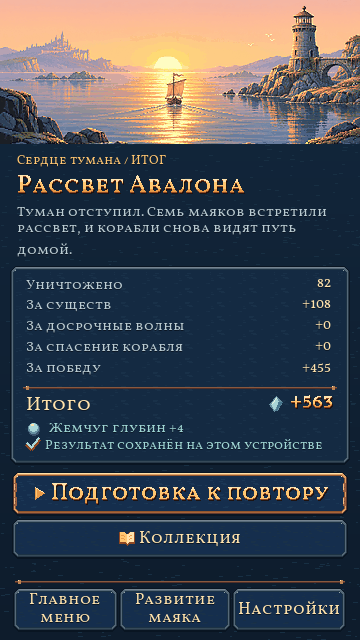 Сердце тумана / ИТОГ
Рассвет Авалона
Туман отступил. Семь маяков встретили
рассвет, и корабли снова видят путь
домой.
Уничтожено 82
За существ +108
За досрочные волны +0
За спасение корабля +0
За победу +455
Итого +563
Жемчуг глубин +4
Результат сохранён на этом устройстве
Подготовка к повтору
Коллекция
Главное
меню
Развитие
маяка
Настройки